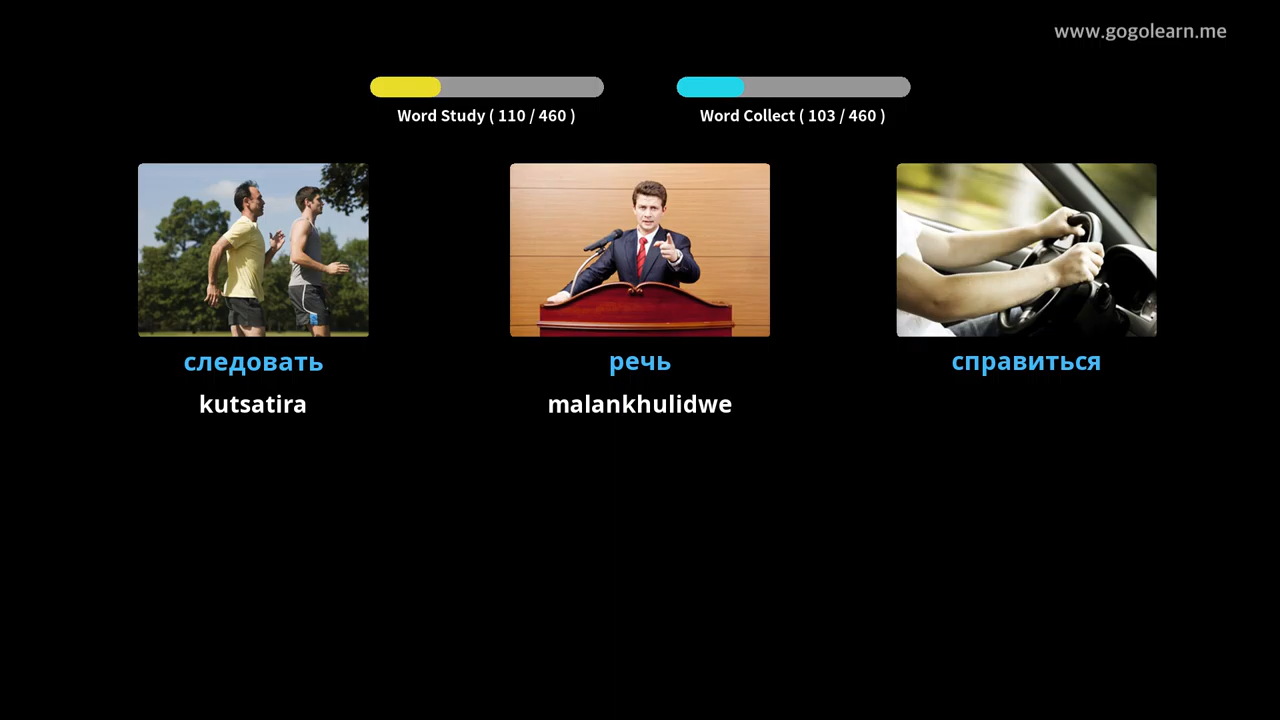 www.gogolearn.me
Word Study ( 110 / 460 )
Word Collect ( 103 / 460 )
следовать
речь
справиться
kutsatira
malankhulidwe